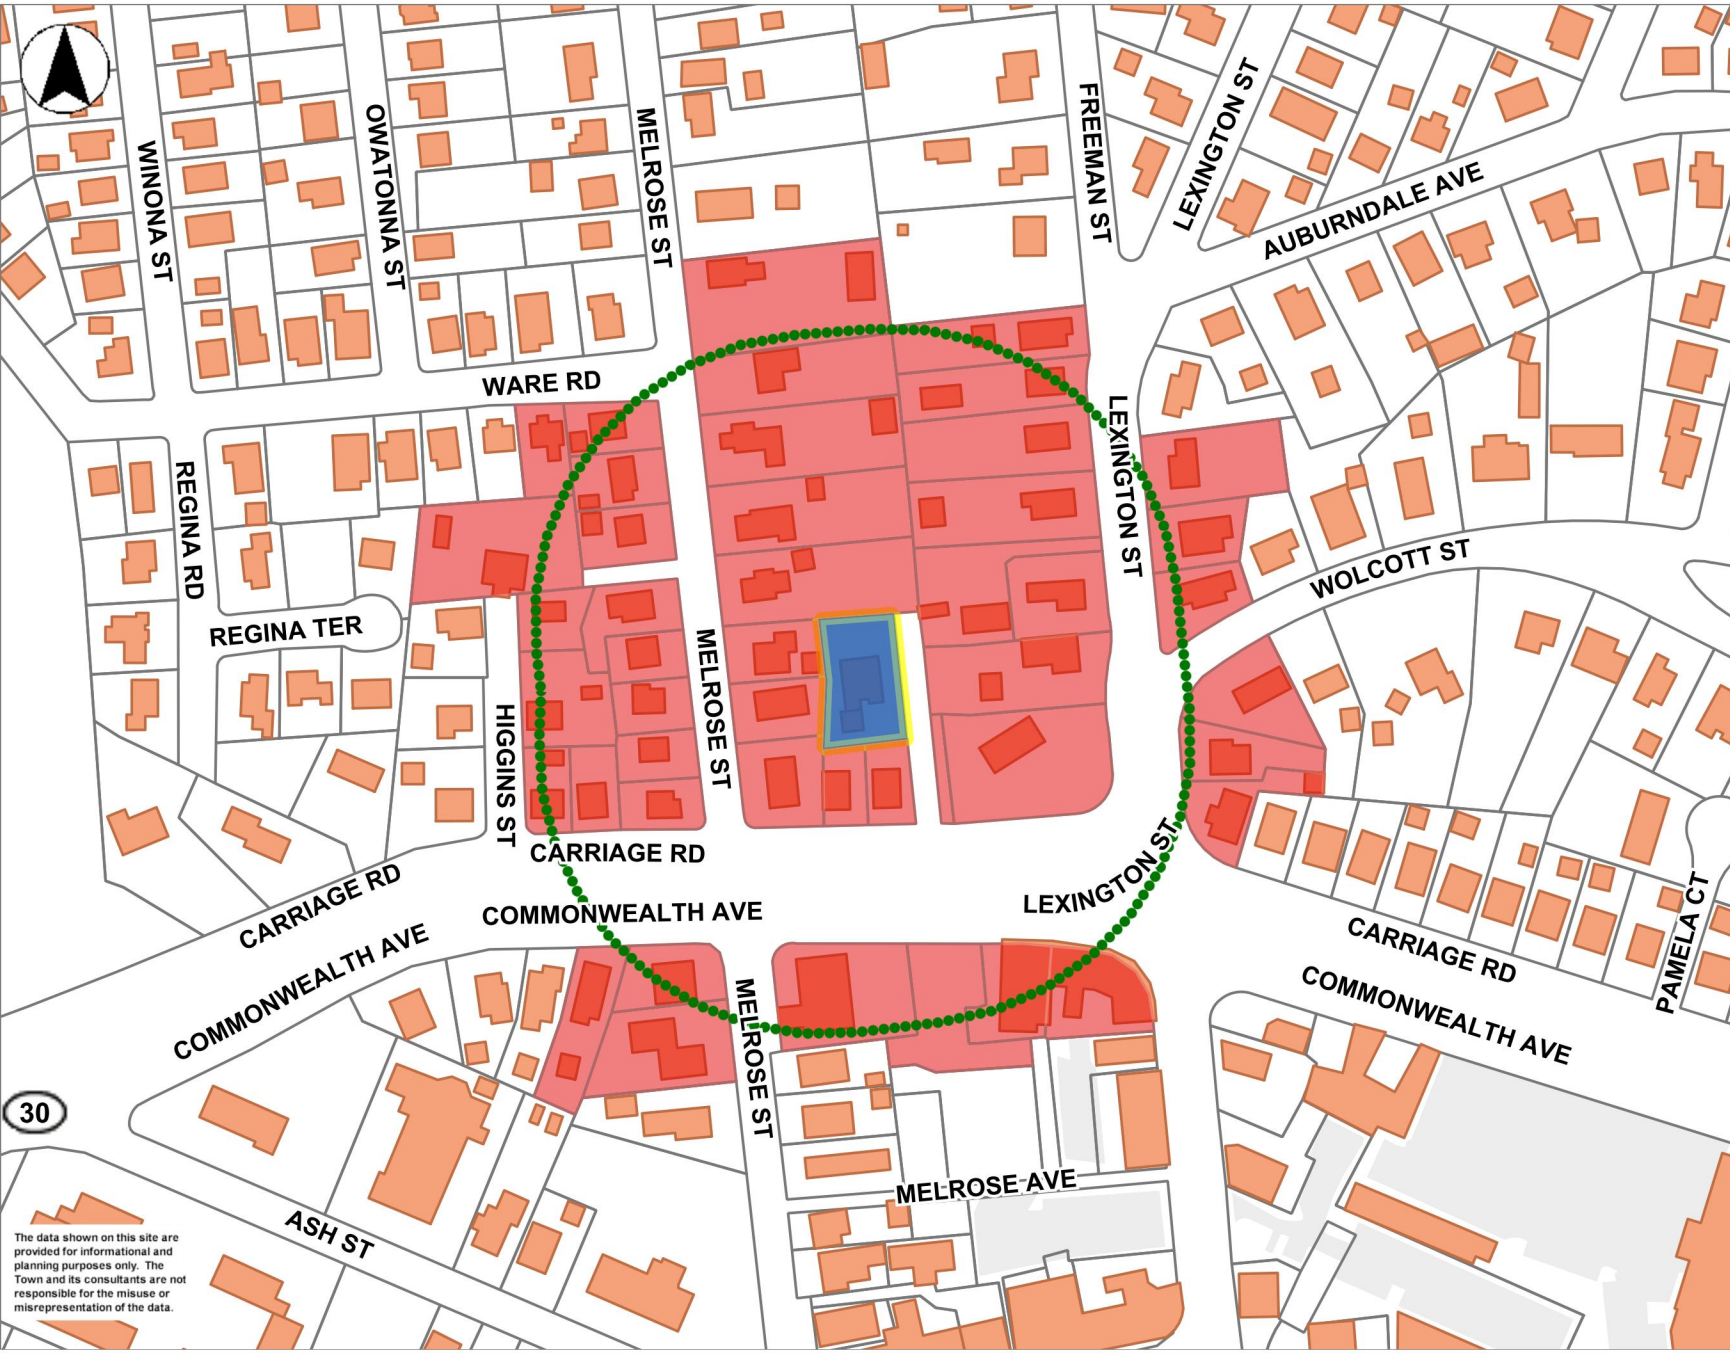 WINONA ST
OWATONNA ST
MELROSE ST
FREEMAN ST
LEXINGTON ST
AUBURNDALE AVE
WARE RD
LEXINGTON ST
REGINA RD
WOLCOTT ST
REGINA TER
MELROSE ST
HIGGINS ST
CARRIAGE RD
LEXINGTON ST
CARRIAGE RD
COMMONWEALTH AVE
COMMONWEALTH AVE
CARRIAGE RD
PAMELA CT
COMMONWEALTH AVE
MELROSE ST
30
MELROSE AVE
ASH ST
The data shown on this site are
provided for informational and
planning purposes only. The
Town and its consultants are not
responsible for the misuse or
misrepresentation of the data.